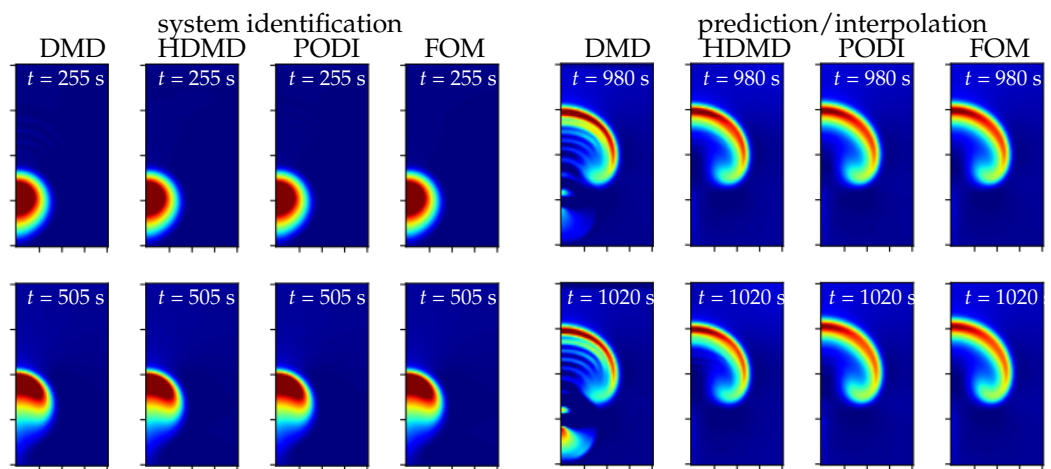 system identification prediction/interpolation
DMD HDMD PODI FOM DMD HDMD PODI FOM
t = 255 s t = 255 s t = 255 s t = 255 s t = 980 s t = 980 s t = 980 s t = 980 s
t = 505 s t = 505 s t = 505 s t = 505 s t = 1020 s t = 1020 s t = 1020 s t = 1020 s